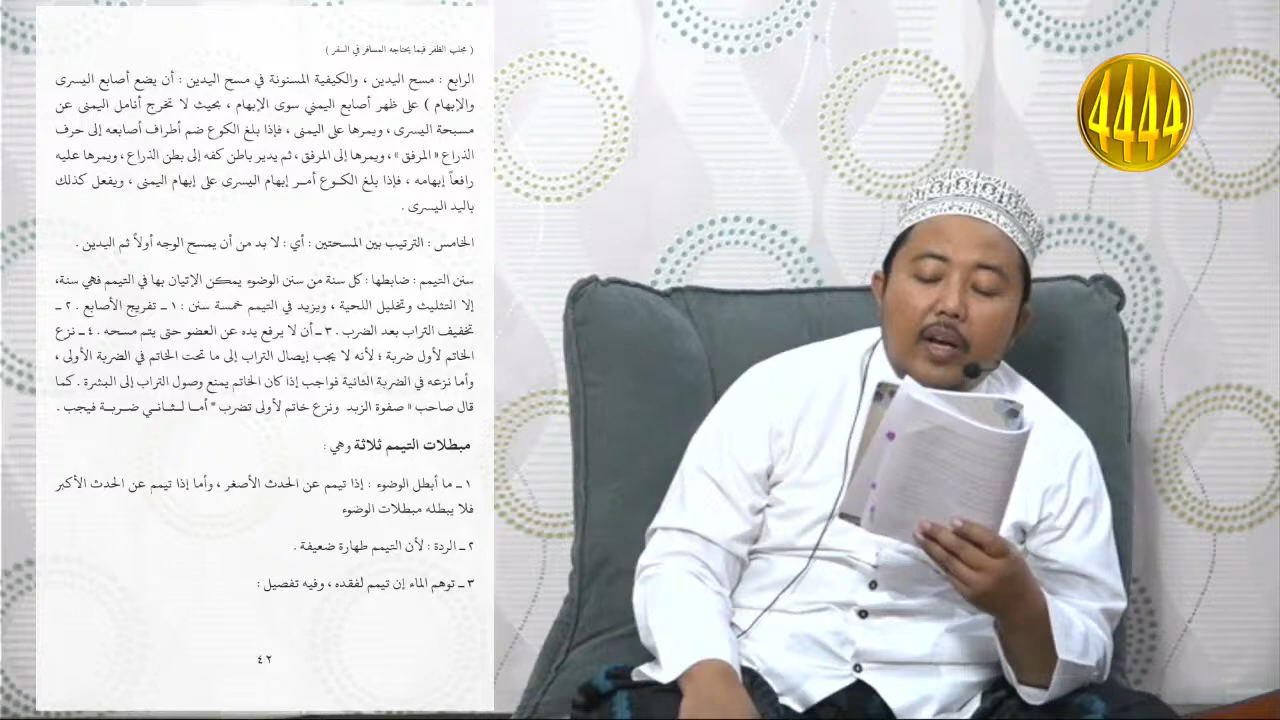 ( مجلب الظفر فيما يحتاجه المسافر في السفر )
الرابع : مسح اليدين ، والكيفية المسنونة في مسح اليدين : أن يضع أصابع اليسرى
والإبهام ) على ظهر أصابع اليمني سوى الإبهام ، بحيث لا تخرج أنامل اليمنى عن
مسبحة اليسرى ، ويمرها على اليمنى ، فإذا بلغ الكوع ضم أطراف أصابعه إلى حرف
الذراع « المرفق » ، ويمرها إلى المرفق ، ثم يدير باطن كفه إلى بطن الذراع ، ويمرها عليه
رافعاً إبهامه ، فإذا بلغ الكوع أمر إبهام اليسرى على إبهام اليمنى ، ويفعل كذلك
باليد اليسرى .
الخامس : الترتيب بين المسحتين : أي : لا بد من أن يمسح الوجه أولاً ثم اليدين .
سنن التيمم : ضابطها : كل سنة من سنن الوضوء يمكن الإتيان بها في التيمم فهي سنة،
إلا التثليث وتخليل اللحية ، ويزيد في التيمم خمسة سنن : ١ ـ تفريج الأصابع . ٢ ـ
تخفيف التراب بعد الضرب . ٣ ـ أن لا يرفع يده عن العضو حتى يتم مسحه . ٤ ـ نزع
الخاتم لأول ضربة ؛ لأنه لا يجب إيصال التراب إلى ما تحت الخاتم في الضربة الأولى ،
وأما نزعه في الضربة الثانية فواجب إذا كان الخاتم يمنع وصول التراب إلى البشرة . كما
قال صاحب « صفوة الزبد ونزع خاتم لأولى تضرب * أما لثاني ضربة فيجب .
مبطلات التيمم ثلاثة وهي :
١ ـ ما أبطل الوضوء : إذا تيمم عن الحدث الأصغر ، وأما إذا تيمم عن الحدث الأكبر
فلا يبطله مبطلات الوضوء
٢ ـ الردة : لأن التيمم طهارة ضعيفة .
٣ ـ توهم الماء إن تيمم لفقده ، وفيه تفصيل :
٤٢
4444